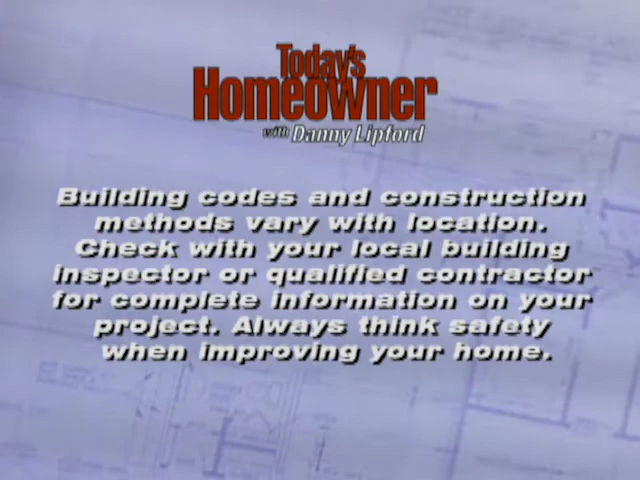 Today's
Homeowner
with Danny Lipford
Building codes and construction
methods vary with location.
Check with your local building
inspector or qualified contractor
for complete information on your
project. Always think safety
when improving your home.